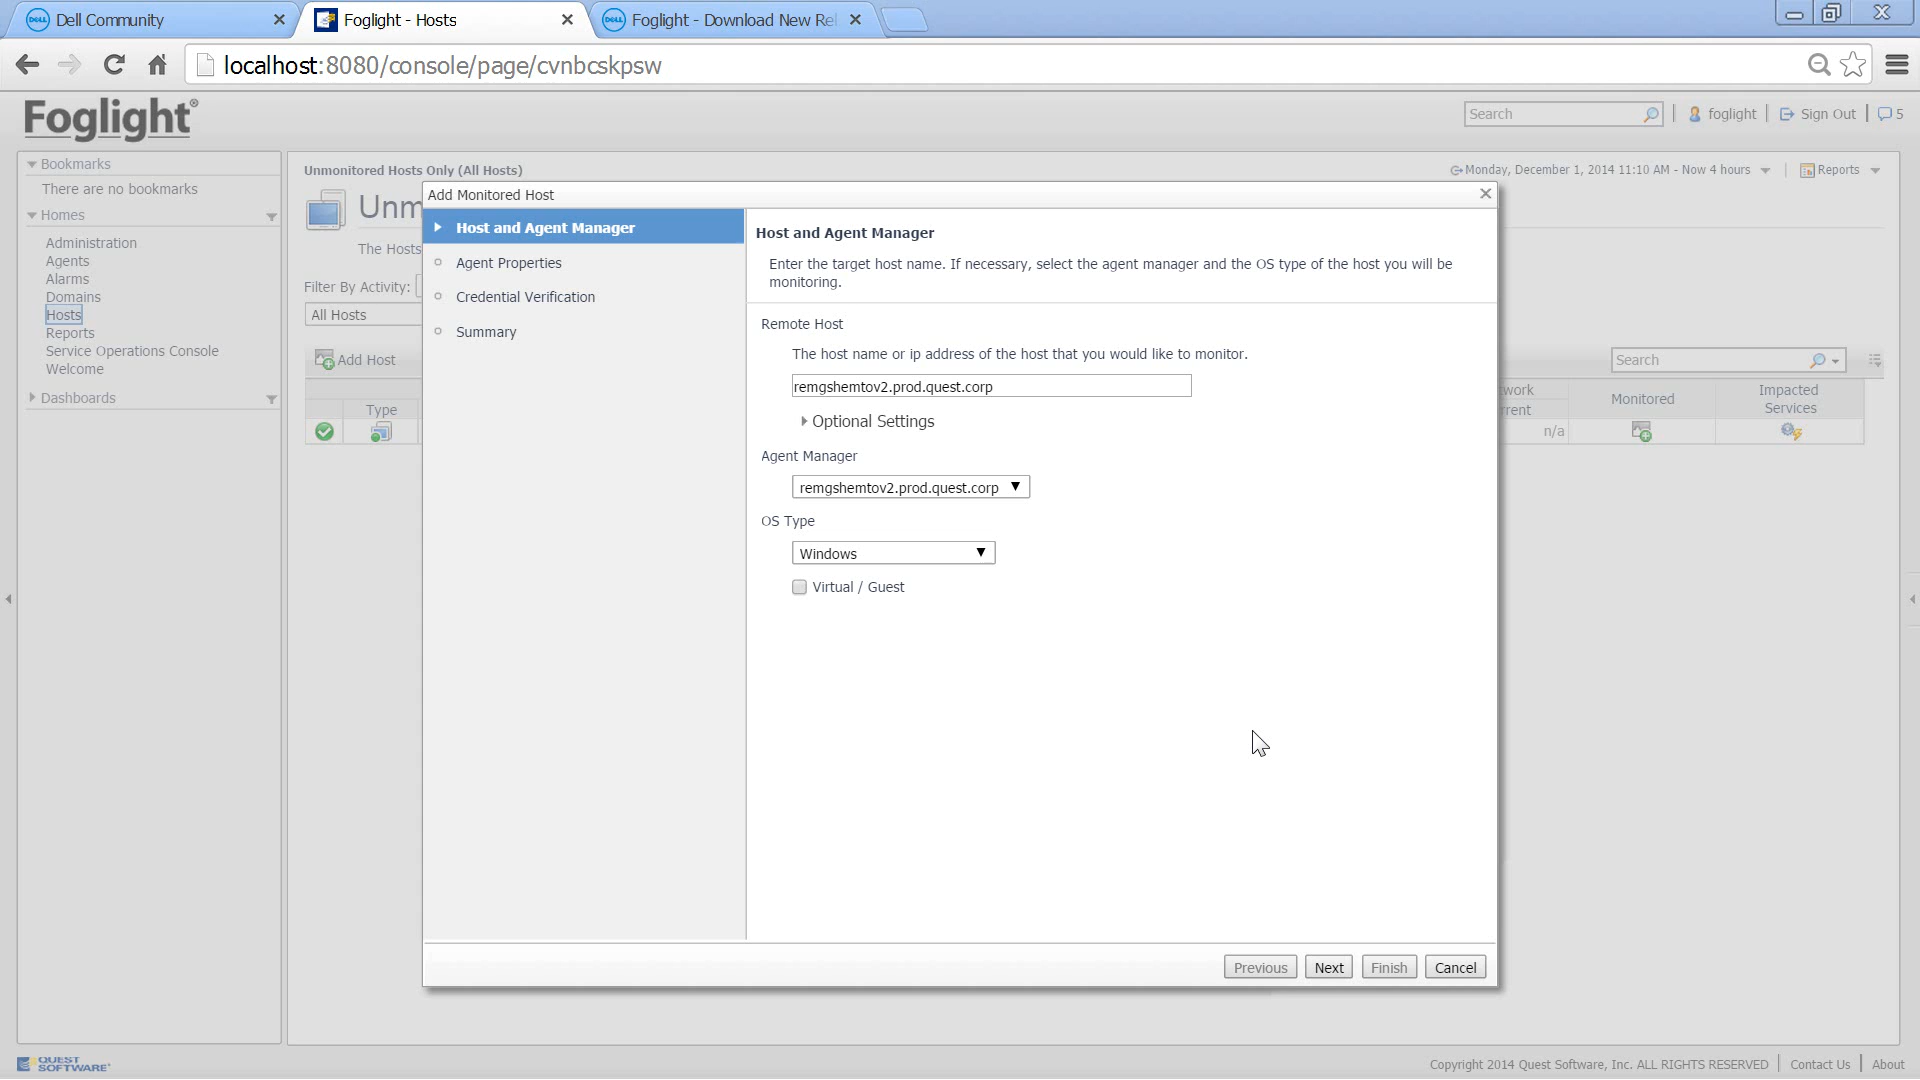 Dell Community
Foglight - Hosts
Foglight - Download New Rel
localhost:8080/console/page/cvnbcskpsw
Foglight®
Search
foglight
Sign Out
5
Bookmarks
There are no bookmarks
Homes
Administration
Agents
Alarms
Domains
Hosts
Reports
Service Operations Console
Welcome
Dashboards
Unmonitored Hosts Only (All Hosts)
Monday, December 1, 2014 11:10 AM - Now 4 hours
Reports
Unm
The Hosts
Filter By Activity:
All Hosts
Add Host
Search
Type
work
rrent
Monitored
Impacted
Services
n/a
Add Monitored Host
Host and Agent Manager
Agent Properties
Credential Verification
Summary
Host and Agent Manager
Enter the target host name. If necessary, select the agent manager and the OS type of the host you will be
monitoring.
Remote Host
The host name or ip address of the host that you would like to monitor.
remgshemtov2.prod.quest.corp
Optional Settings
Agent Manager
remgshemtov2.prod.quest.corp
OS Type
Windows
Virtual / Guest
Previous
Next
Finish
Cancel
QUEST
SOFTWARE
Copyright 2014 Quest Software, Inc. ALL RIGHTS RESERVED
Contact Us
About